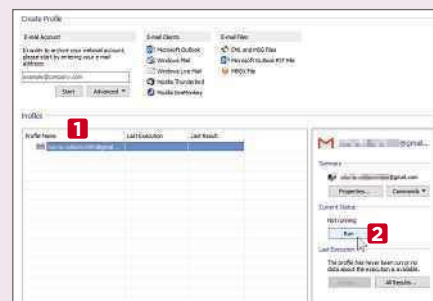 Create Profile
E-mail Account
E-mail Clients
E-mail Files
In order to archive your webmail account, please start by entering your e-mail address:
example@company.com
Start
Advanced
Microsoft Outlook
Windows Mail
Windows Live Mail
Mozilla Thunderbird
Mozilla SeaMonkey
EML and MSG Files
Microsoft Outlook PST File
MBOX File
Profiles
1
Profile Name
Last Execution
Last Result
@gmail...
Summary
@gmail.com
Properties...
Commands
Current Status
Not running
Run
2
Last Execution
The profile has never been run or no
data about the execution is available.
All Results...